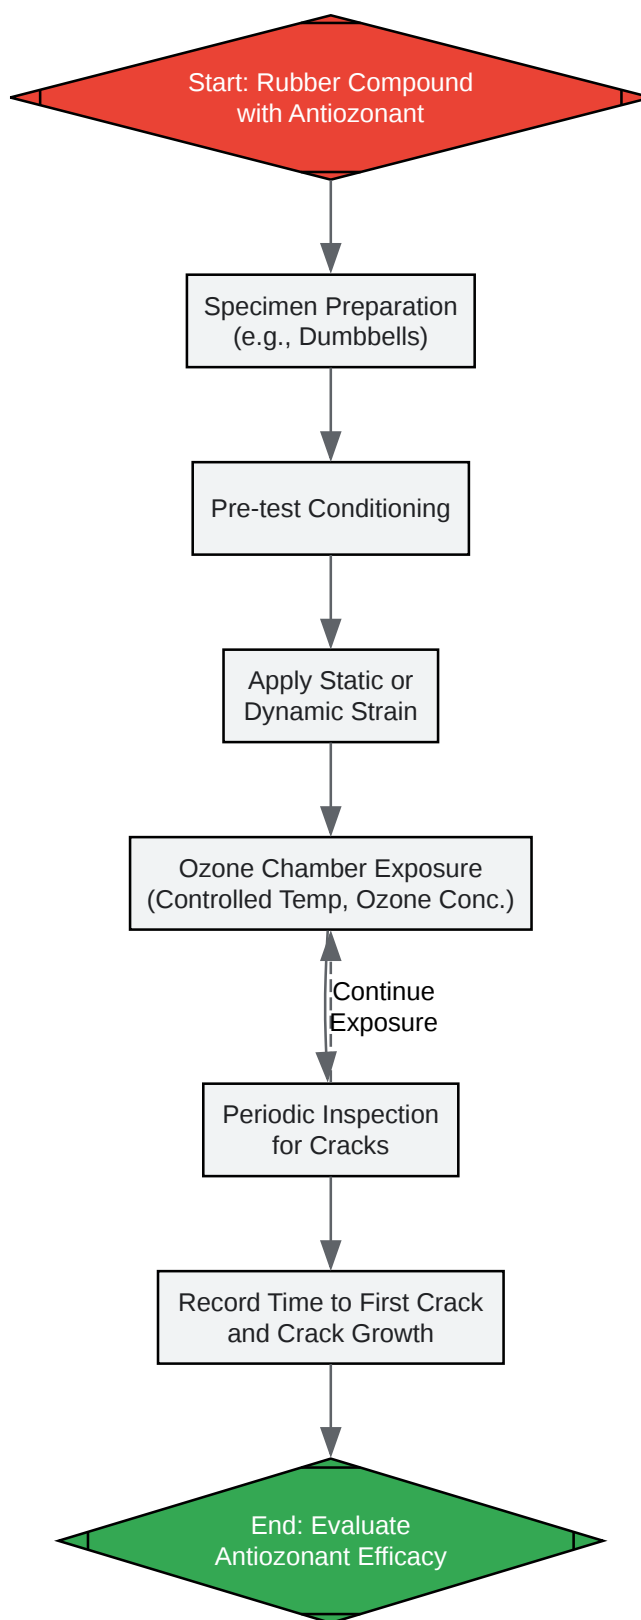 Start: Rubber Compound
with Antiozonant
Specimen Preparation
(e.g., Dumbbells)
Pre-test Conditioning
Apply Static or
Dynamic Strain
Ozone Chamber Exposure
(Controlled Temp, Ozone Conc.)
Continue
Exposure
Periodic Inspection
for Cracks
Record Time to First Crack
and Crack Growth
End: Evaluate
Antiozonant Efficacy